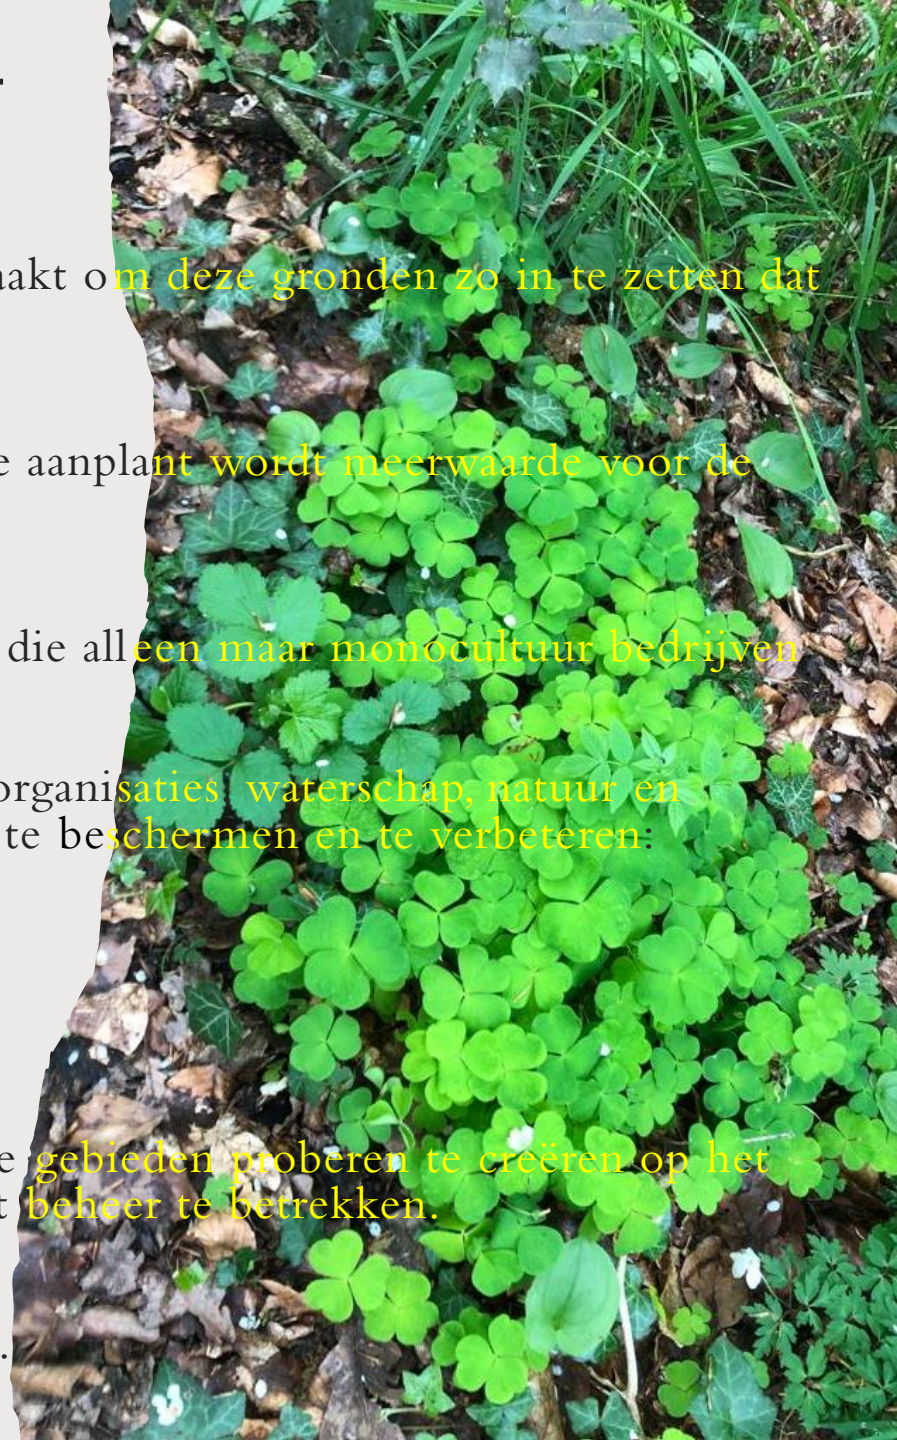 aakt om deze gronden zo in te zetten dat
e aanplant wordt meerwaarde voor de
die alleen maar monocultuur bedrijven
organisaties waterschap, natuur en
te beschermen en te verbeteren:
e gebieden proberen te creëren op het
t beheer te betrekken.
.